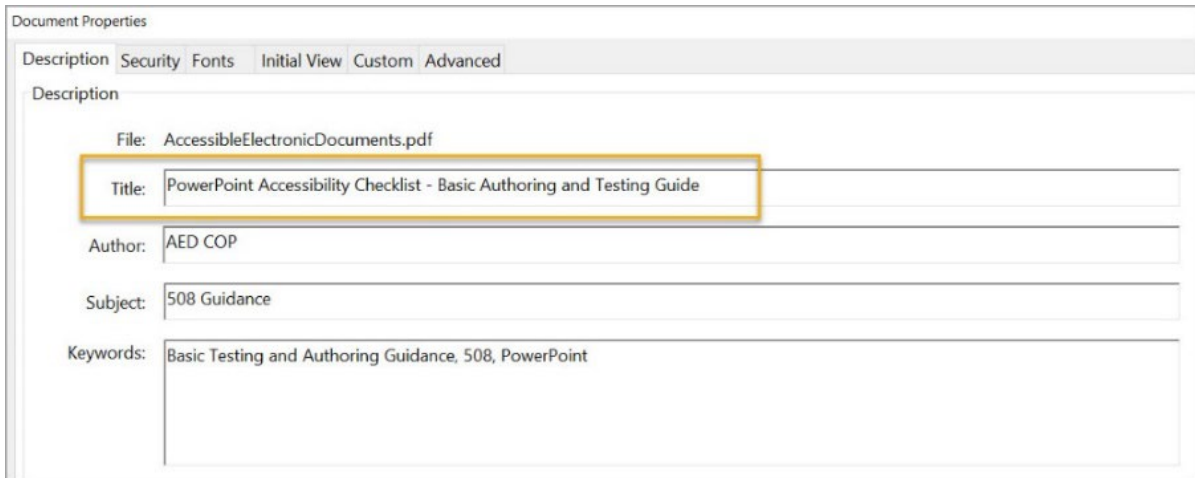 Document Properties
Description Security Fonts Initial View Custom Advanced
Description
File: AccessibleElectronicDocuments.pdf
Title: PowerPoint Accessibility Checklist - Basic Authoring and Testing Guide
Author: AED COP
Subject: 508 Guidance
Keywords: Basic Testing and Authoring Guidance, 508, PowerPoint